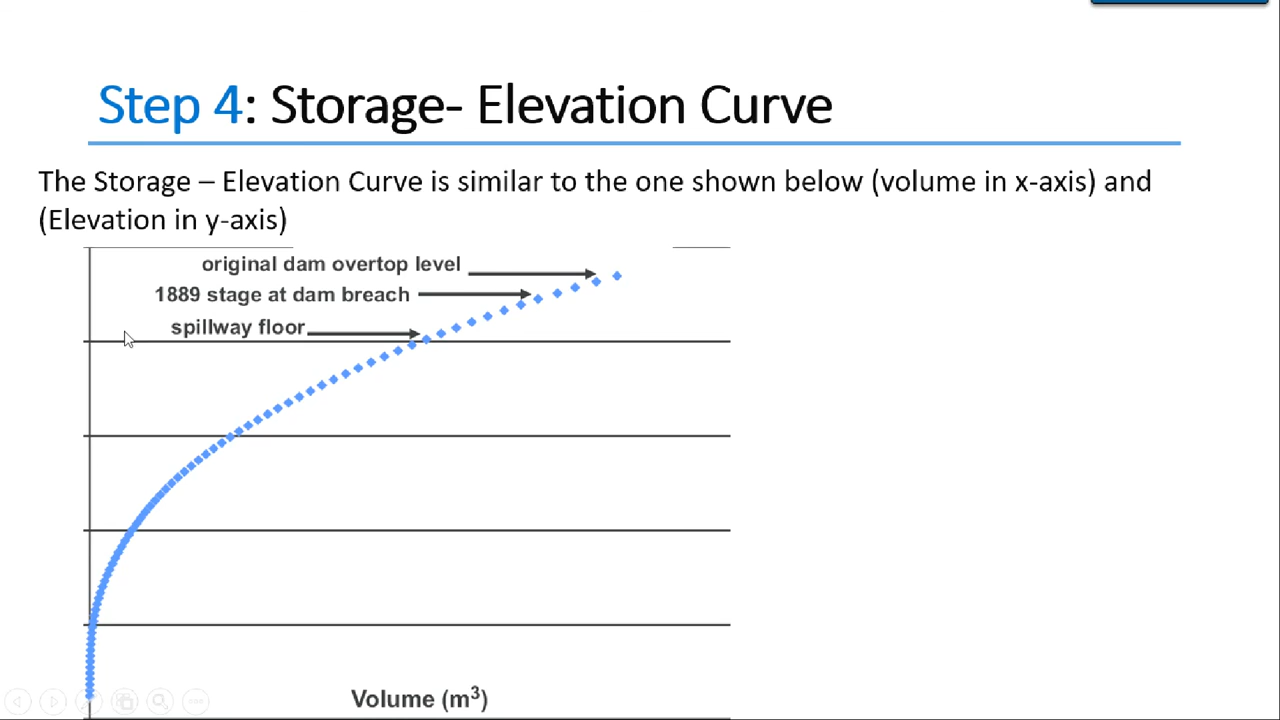 Step 4: Storage- Elevation Curve
The Storage – Elevation Curve is similar to the one shown below (volume in x-axis) and
(Elevation in y-axis)
original dam overtop level
1889 stage at dam breach
spillway floor
Volume (m³)